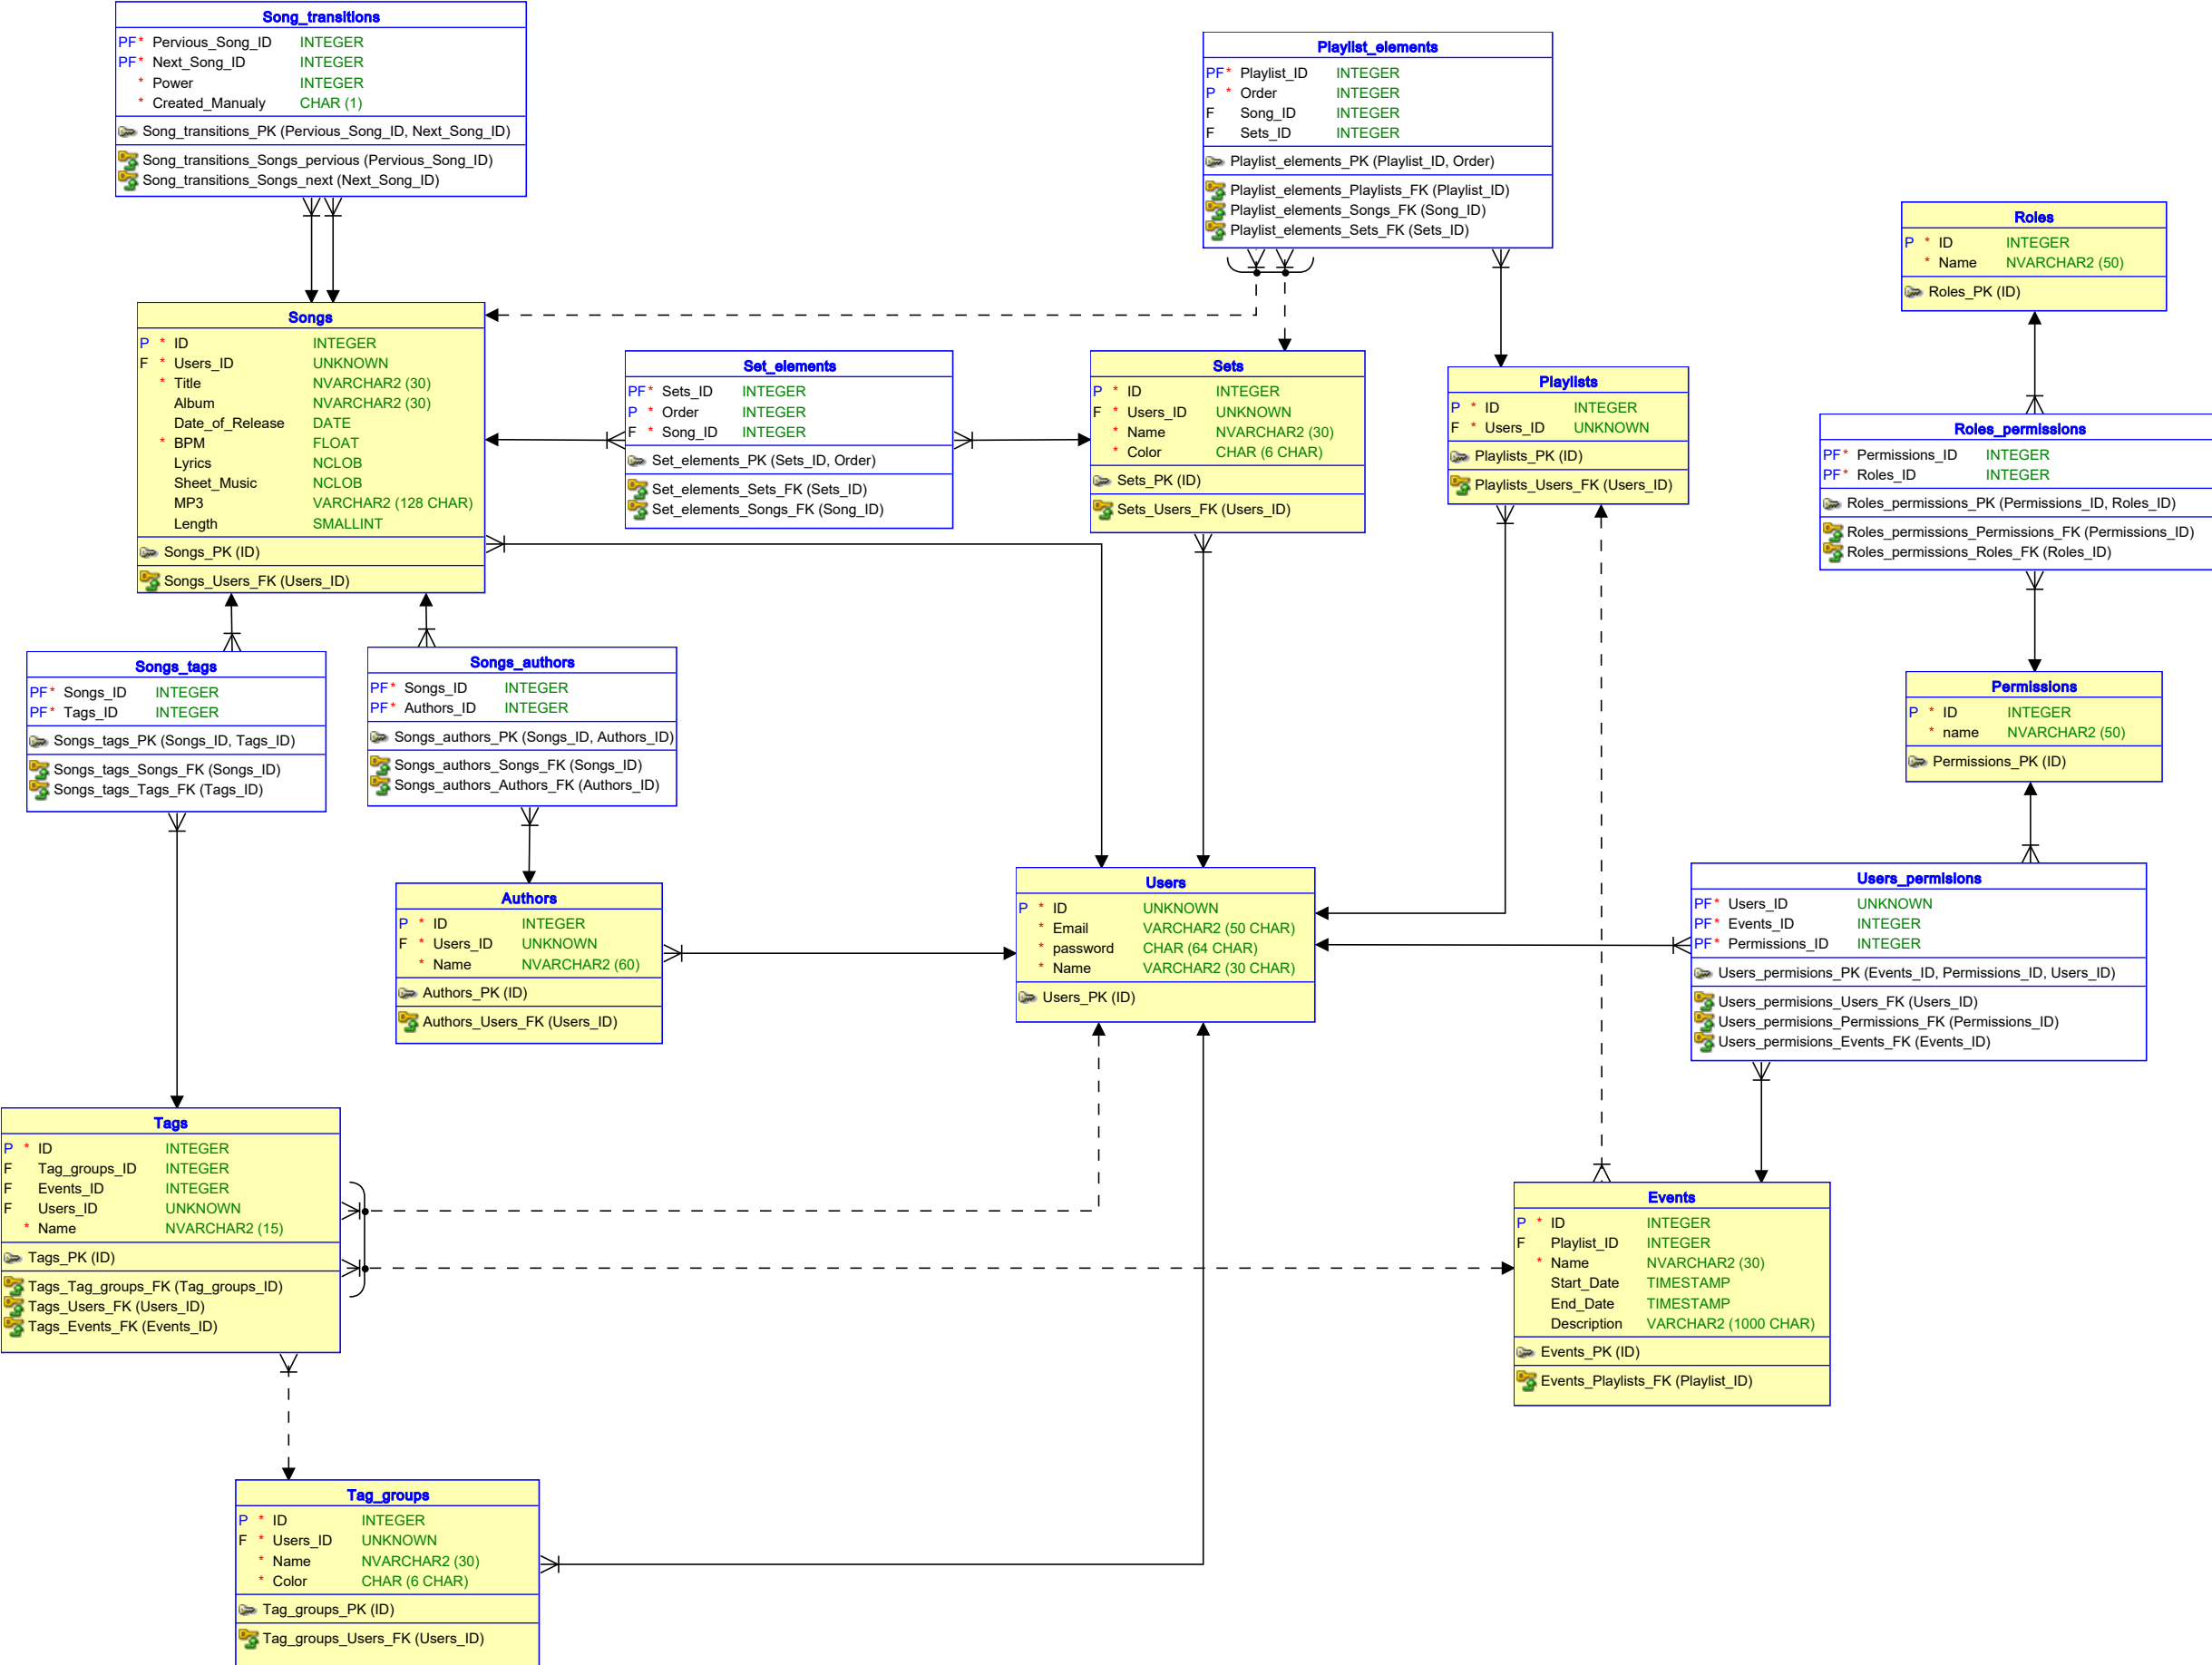 Song_transitions
PF* Pervious_Song_ID INTEGER
PF* Next_Song_ID INTEGER
* Power INTEGER
* Created_Manualy CHAR (1)
Song_transitions_PK (Pervious_Song_ID, Next_Song_ID)
Song_transitions_Songs_pervious (Pervious_Song_ID)
Song_transitions_Songs_next (Next_Song_ID)
Playlist_elements
PF* Playlist_ID INTEGER
P * Order INTEGER
F Song_ID INTEGER
F Sets_ID INTEGER
Playlist_elements_PK (Playlist_ID, Order)
Playlist_elements_Playlists_FK (Playlist_ID)
Playlist_elements_Songs_FK (Song_ID)
Playlist_elements_Sets_FK (Sets_ID)
Roles
P * ID INTEGER
* Name NVARCHAR2 (50)
Roles_PK (ID)
Songs
P * ID INTEGER
F * Users_ID UNKNOWN
* Title NVARCHAR2 (30)
Album NVARCHAR2 (30)
Date_of_Release DATE
* BPM FLOAT
Lyrics NCLOB
Sheet_Music NCLOB
MP3 VARCHAR2 (128 CHAR)
Length SMALLINT
Songs_PK (ID)
Songs_Users_FK (Users_ID)
Set_elements
PF* Sets_ID INTEGER
P * Order INTEGER
F * Song_ID INTEGER
Set_elements_PK (Sets_ID, Order)
Set_elements_Sets_FK (Sets_ID)
Set_elements_Songs_FK (Song_ID)
Sets
P * ID INTEGER
F * Users_ID UNKNOWN
* Name NVARCHAR2 (30)
* Color CHAR (6 CHAR)
Sets_PK (ID)
Sets_Users_FK (Users_ID)
Playlists
P * ID INTEGER
F * Users_ID UNKNOWN
Playlists_PK (ID)
Playlists_Users_FK (Users_ID)
Roles_permissions
PF* Permissions_ID INTEGER
PF* Roles_ID INTEGER
Roles_permissions_PK (Permissions_ID, Roles_ID)
Roles_permissions_Permissions_FK (Permissions_ID)
Roles_permissions_Roles_FK (Roles_ID)
Songs_tags
PF* Songs_ID INTEGER
PF* Tags_ID INTEGER
Songs_tags_PK (Songs_ID, Tags_ID)
Songs_tags_Songs_FK (Songs_ID)
Songs_tags_Tags_FK (Tags_ID)
Songs_authors
PF* Songs_ID INTEGER
PF* Authors_ID INTEGER
Songs_authors_PK (Songs_ID, Authors_ID)
Songs_authors_Songs_FK (Songs_ID)
Songs_authors_Authors_FK (Authors_ID)
Permissions
P * ID INTEGER
* name NVARCHAR2 (50)
Permissions_PK (ID)
Authors
P * ID INTEGER
F * Users_ID UNKNOWN
* Name NVARCHAR2 (60)
Authors_PK (ID)
Authors_Users_FK (Users_ID)
Users
P * ID UNKNOWN
* Email VARCHAR2 (50 CHAR)
* password CHAR (64 CHAR)
* Name VARCHAR2 (30 CHAR)
Users_PK (ID)
Users_permisions
PF* Users_ID UNKNOWN
PF* Events_ID INTEGER
PF* Permissions_ID INTEGER
Users_permisions_PK (Events_ID, Permissions_ID, Users_ID)
Users_permisions_Users_FK (Users_ID)
Users_permisions_Permissions_FK (Permissions_ID)
Users_permisions_Events_FK (Events_ID)
Tags
P * ID INTEGER
F Tag_groups_ID INTEGER
F Events_ID INTEGER
F Users_ID UNKNOWN
* Name NVARCHAR2 (15)
Tags_PK (ID)
Tags_Tag_groups_FK (Tag_groups_ID)
Tags_Users_FK (Users_ID)
Tags_Events_FK (Events_ID)
Events
P * ID INTEGER
F Playlist_ID INTEGER
* Name NVARCHAR2 (30)
Start_Date TIMESTAMP
End_Date TIMESTAMP
Description VARCHAR2 (1000 CHAR)
Events_PK (ID)
Events_Playlists_FK (Playlist_ID)
Tag_groups
P * ID INTEGER
F * Users_ID UNKNOWN
* Name NVARCHAR2 (30)
* Color CHAR (6 CHAR)
Tag_groups_PK (ID)
Tag_groups_Users_FK (Users_ID)